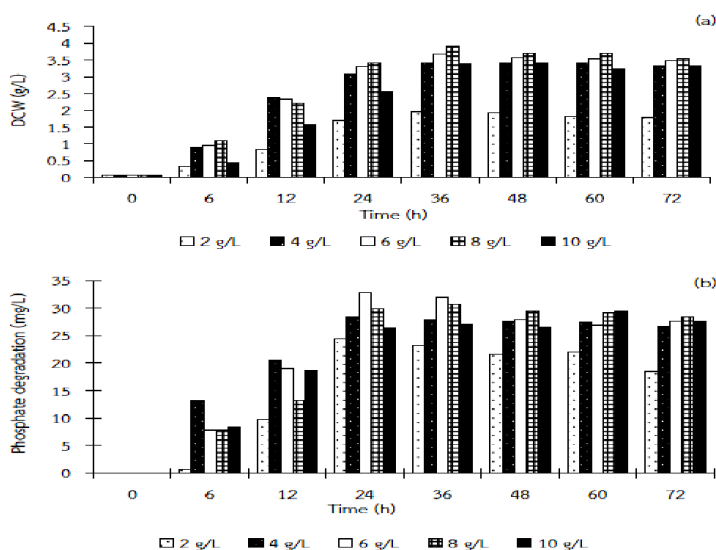 (a)
4.5
4
3.5
3
2.5
2
1.5
1
0.5
0
DCW (g/L)
0 6 12 24 36 48 60 72
Time (h)
2 g/L 4 g/L 6 g/L 8 g/L 10 g/L
(b)
35
30
25
20
15
10
5
0
Phosphate degradation (mg/L)
0 6 12 24 36 48 60 72
Time (h)
2 g/L 4 g/L 6 g/L 8 g/L 10 g/L